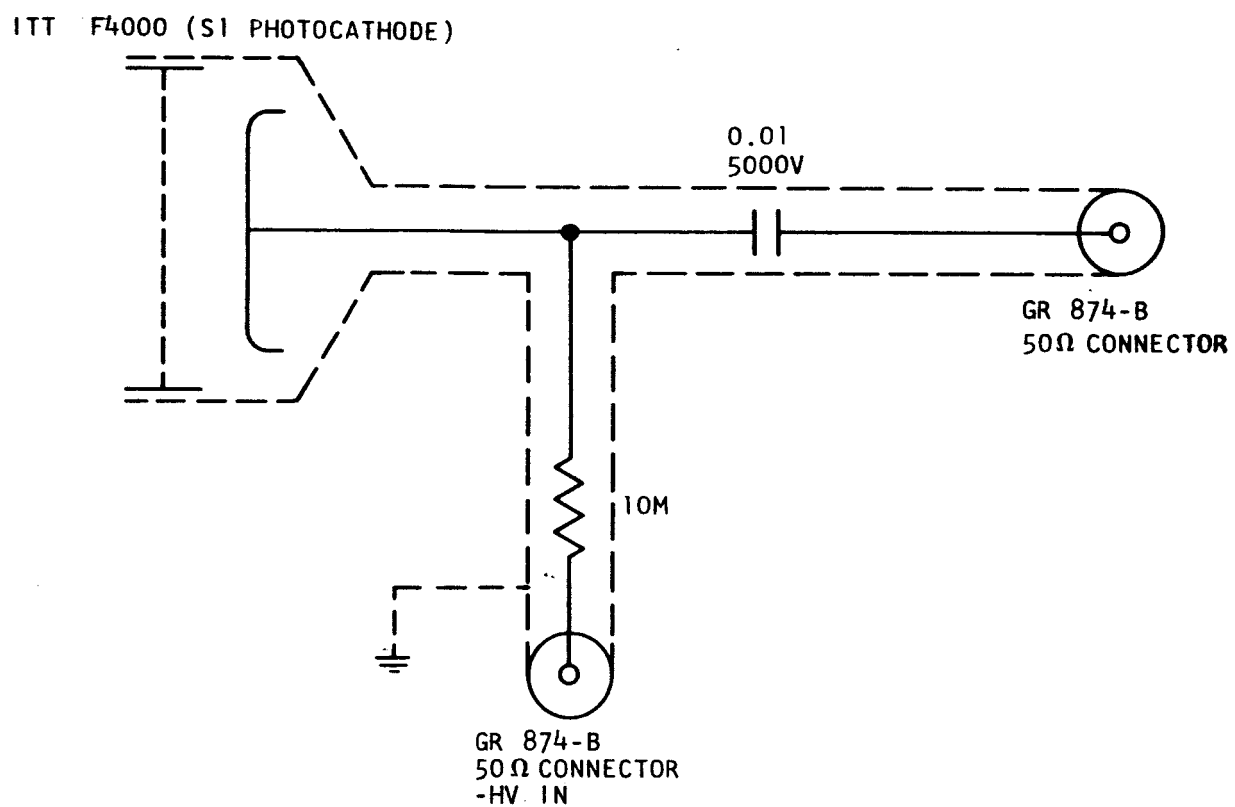 ITT F4000 (S1 PHOTOCATHODE)
0.01
5000V
GR 874-B
50Ω CONNECTOR
10M
GR 874-B
50Ω CONNECTOR
-HV IN